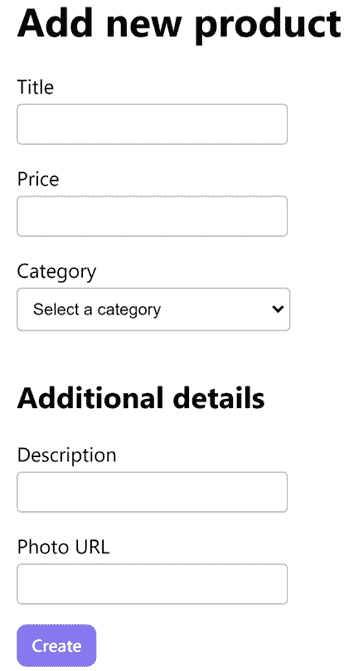 Add new product
Title
Price
Category
Select a category
Additional details
Description
Photo URL
Create